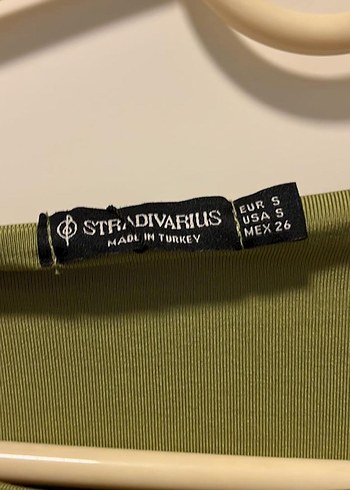 STRADIVARIUS
MADE IN TURKEY
EUR S
USA S
MEX 26